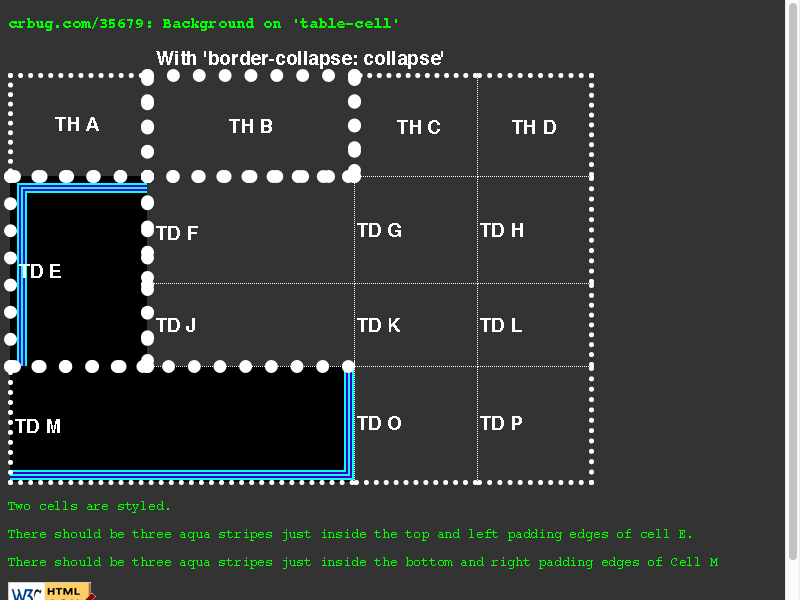 crbug.com/35679: Background on 'table-cell'
With 'border-collapse: collapse'
TH A TH B TH C TH D
TD E TD F TD G TD H
TD J TD K TD L
TD M TD O TD P
Two cells are styled.
There should be three aqua stripes just inside the top and left padding edges of cell E.
There should be three aqua stripes just inside the bottom and right padding edges of Cell M
W3C HTML